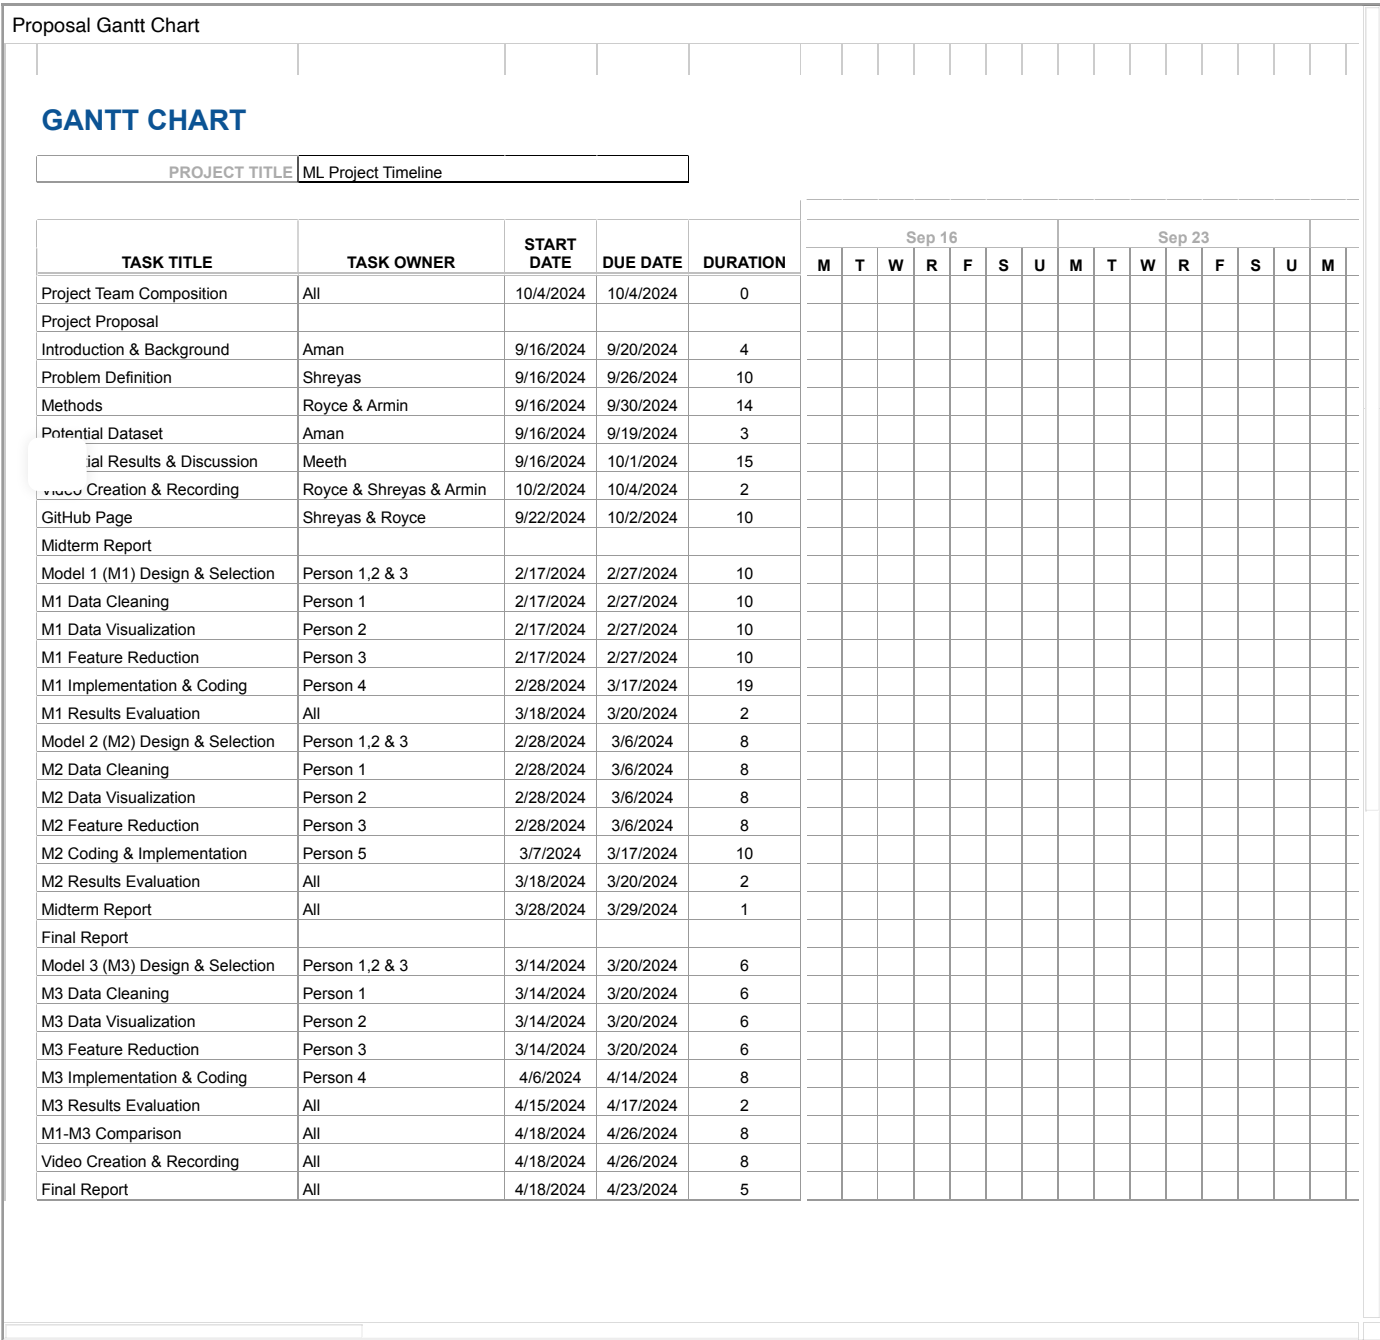 Proposal Gantt Chart
GANTT CHART
PROJECT TITLE ML Project Timeline
Sep 16 Sep 23
TASK TITLE TASK OWNER START DATE DUE DATE DURATION M T W R F S U M T W R F S U M
Project Team Composition All 10/4/2024 10/4/2024 0
Project Proposal
Introduction & Background Aman 9/16/2024 9/20/2024 4
Problem Definition Shreyas 9/16/2024 9/26/2024 10
Methods Royce & Armin 9/16/2024 9/30/2024 14
Potential Dataset Aman 9/16/2024 9/19/2024 3
Results & Discussion Meeth 9/16/2024 10/1/2024 15
Video Creation & Recording Royce & Shreyas & Armin 10/2/2024 10/4/2024 2
GitHub Page Shreyas & Royce 9/22/2024 10/2/2024 10
Midterm Report
Model 1 (M1) Design & Selection Person 1,2 & 3 2/17/2024 2/27/2024 10
M1 Data Cleaning Person 1 2/17/2024 2/27/2024 10
M1 Data Visualization Person 2 2/17/2024 2/27/2024 10
M1 Feature Reduction Person 3 2/17/2024 2/27/2024 10
M1 Implementation & Coding Person 4 2/28/2024 3/17/2024 19
M1 Results Evaluation All 3/18/2024 3/20/2024 2
Model 2 (M2) Design & Selection Person 1,2 & 3 2/28/2024 3/6/2024 8
M2 Data Cleaning Person 1 2/28/2024 3/6/2024 8
M2 Data Visualization Person 2 2/28/2024 3/6/2024 8
M2 Feature Reduction Person 3 2/28/2024 3/6/2024 8
M2 Coding & Implementation Person 5 3/7/2024 3/17/2024 10
M2 Results Evaluation All 3/18/2024 3/20/2024 2
Midterm Report All 3/28/2024 3/29/2024 1
Final Report
Model 3 (M3) Design & Selection Person 1,2 & 3 3/14/2024 3/20/2024 6
M3 Data Cleaning Person 1 3/14/2024 3/20/2024 6
M3 Data Visualization Person 2 3/14/2024 3/20/2024 6
M3 Feature Reduction Person 3 3/14/2024 3/20/2024 6
M3 Implementation & Coding Person 4 4/6/2024 4/14/2024 8
M3 Results Evaluation All 4/15/2024 4/17/2024 2
M1-M3 Comparison All 4/18/2024 4/26/2024 8
Video Creation & Recording All 4/18/2024 4/26/2024 8
Final Report All 4/18/2024 4/23/2024 5